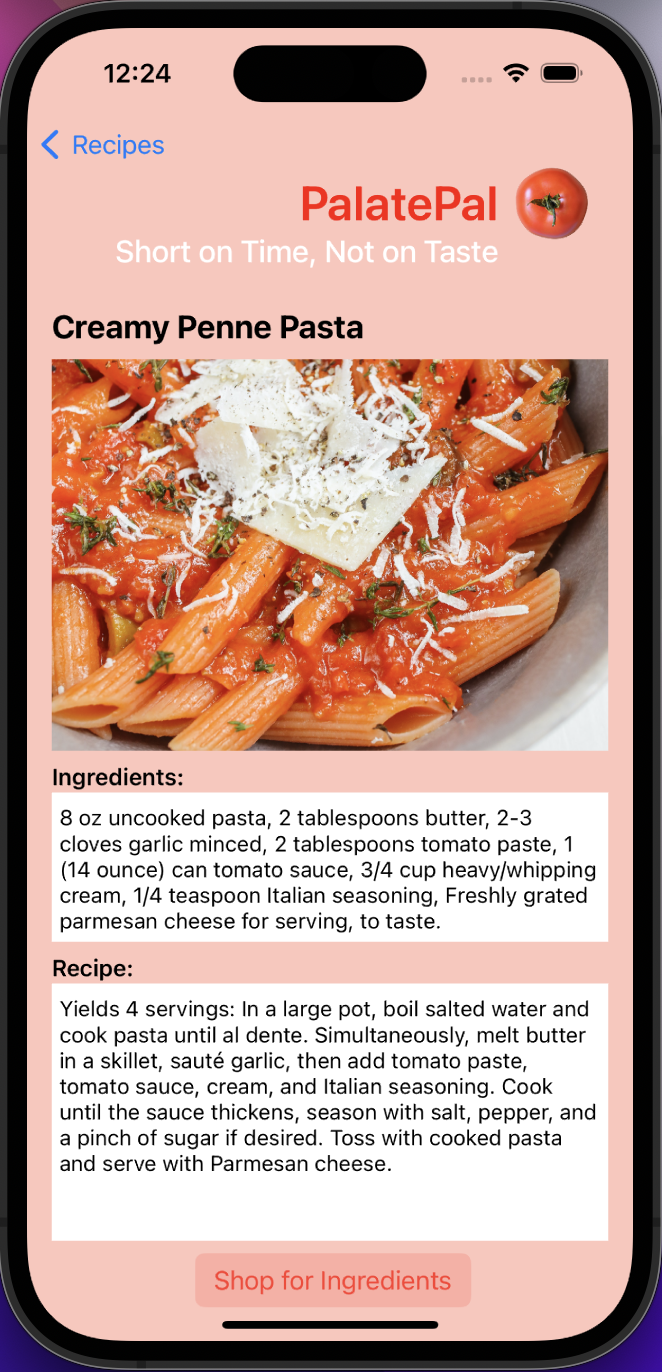 12:24
Recipes
PalatePal
Short on Time, Not on Taste
Creamy Penne Pasta
Ingredients:
8 oz uncooked pasta, 2 tablespoons butter, 2-3
cloves garlic minced, 2 tablespoons tomato paste, 1
(14 ounce) can tomato sauce, 3/4 cup heavy/whipping
cream, 1/4 teaspoon Italian seasoning, Freshly grated
parmesan cheese for serving, to taste.
Recipe:
Yields 4 servings: In a large pot, boil salted water and
cook pasta until al dente. Simultaneously, melt butter
in a skillet, sauté garlic, then add tomato paste,
tomato sauce, cream, and Italian seasoning. Cook
until the sauce thickens, season with salt, pepper, and
a pinch of sugar if desired. Toss with cooked pasta
and serve with Parmesan cheese.
Shop for Ingredients